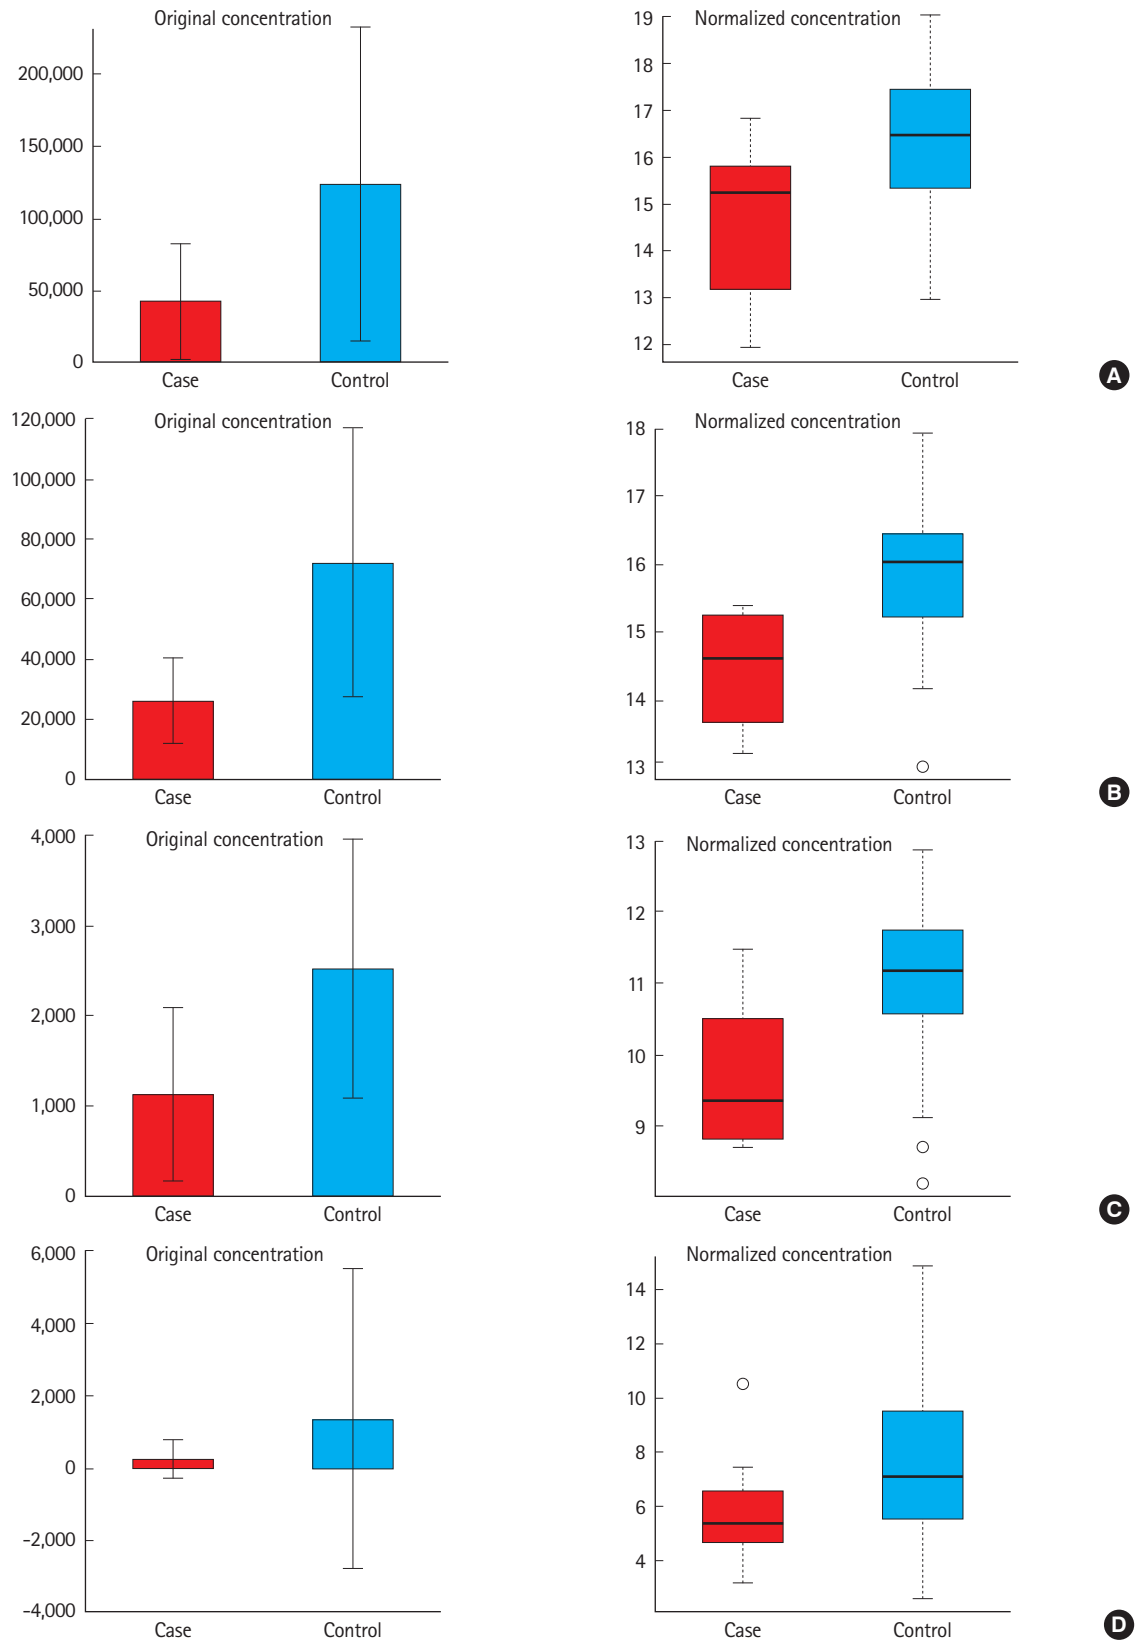 Original concentration
200,000
150,000
100,000
50,000
0
Case Control
Normalized concentration
19
18
17
16
15
14
13
12
Case Control
A
Original concentration
120,000
100,000
80,000
60,000
40,000
20,000
0
Case Control
Normalized concentration
18
17
16
15
14
13
Case Control
B
Original concentration
4,000
3,000
2,000
1,000
0
Case Control
Normalized concentration
13
12
11
10
9
Case Control
C
Original concentration
6,000
4,000
2,000
0
-2,000
-4,000
Case Control
Normalized concentration
14
12
10
8
6
4
Case Control
D